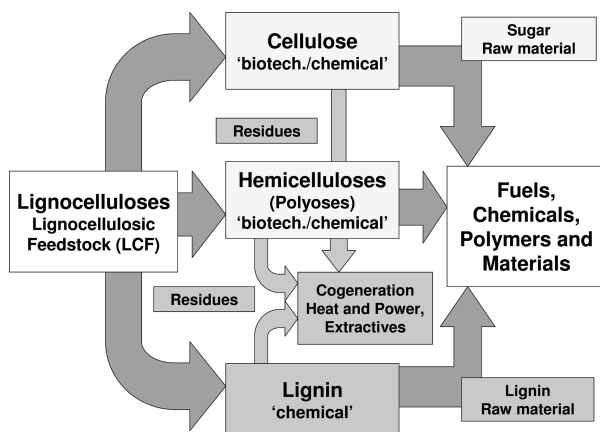 Cellulose
'biotech./chemical'
Sugar
Raw material
Residues
Lignocelluloses
Lignocellulosic
Feedstock (LCF)
Hemicelluloses
(Polyoses)
'biotech./chemical'
Fuels,
Chemicals,
Polymers and
Materials
Residues
Cogeneration
Heat and Power,
Extractives
Lignin
'chemical'
Lignin
Raw material